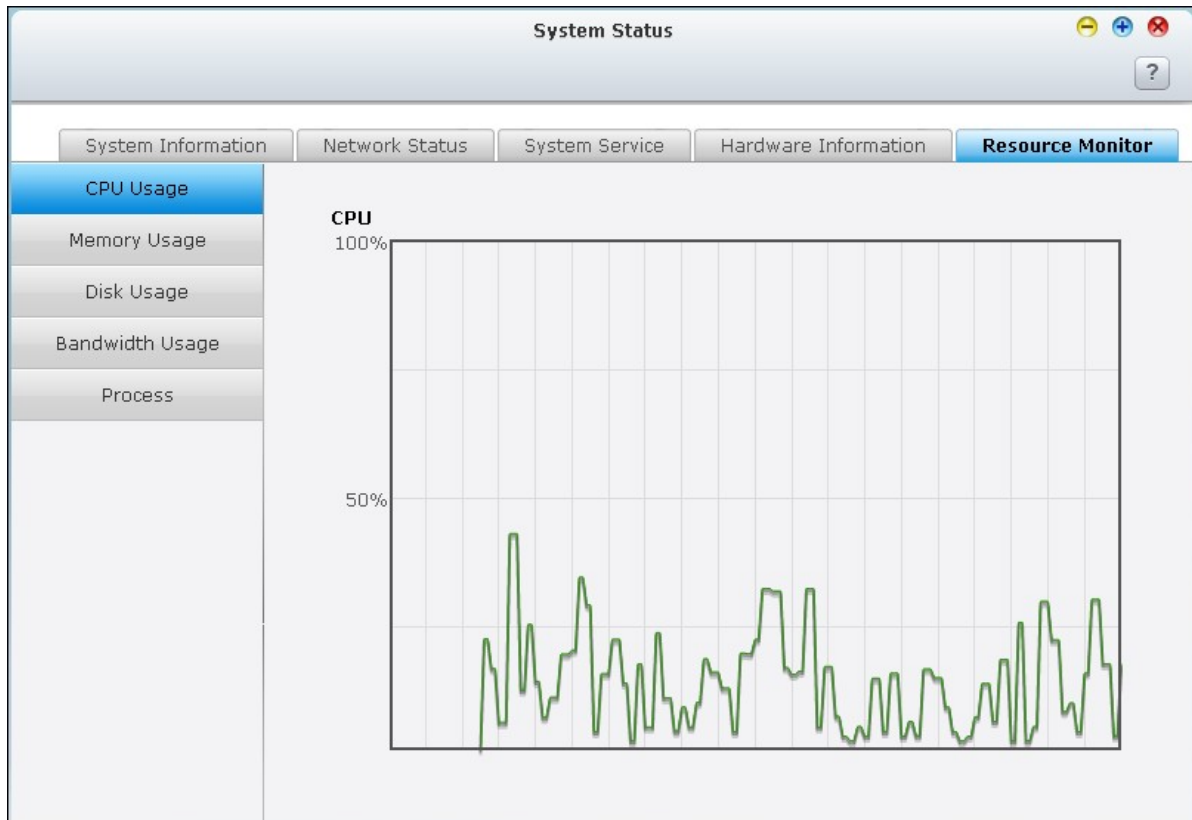 System Status
?
System Information Network Status System Service Hardware Information Resource Monitor
CPU Usage
Memory Usage
Disk Usage
Bandwidth Usage
Process
CPU
100%
50%